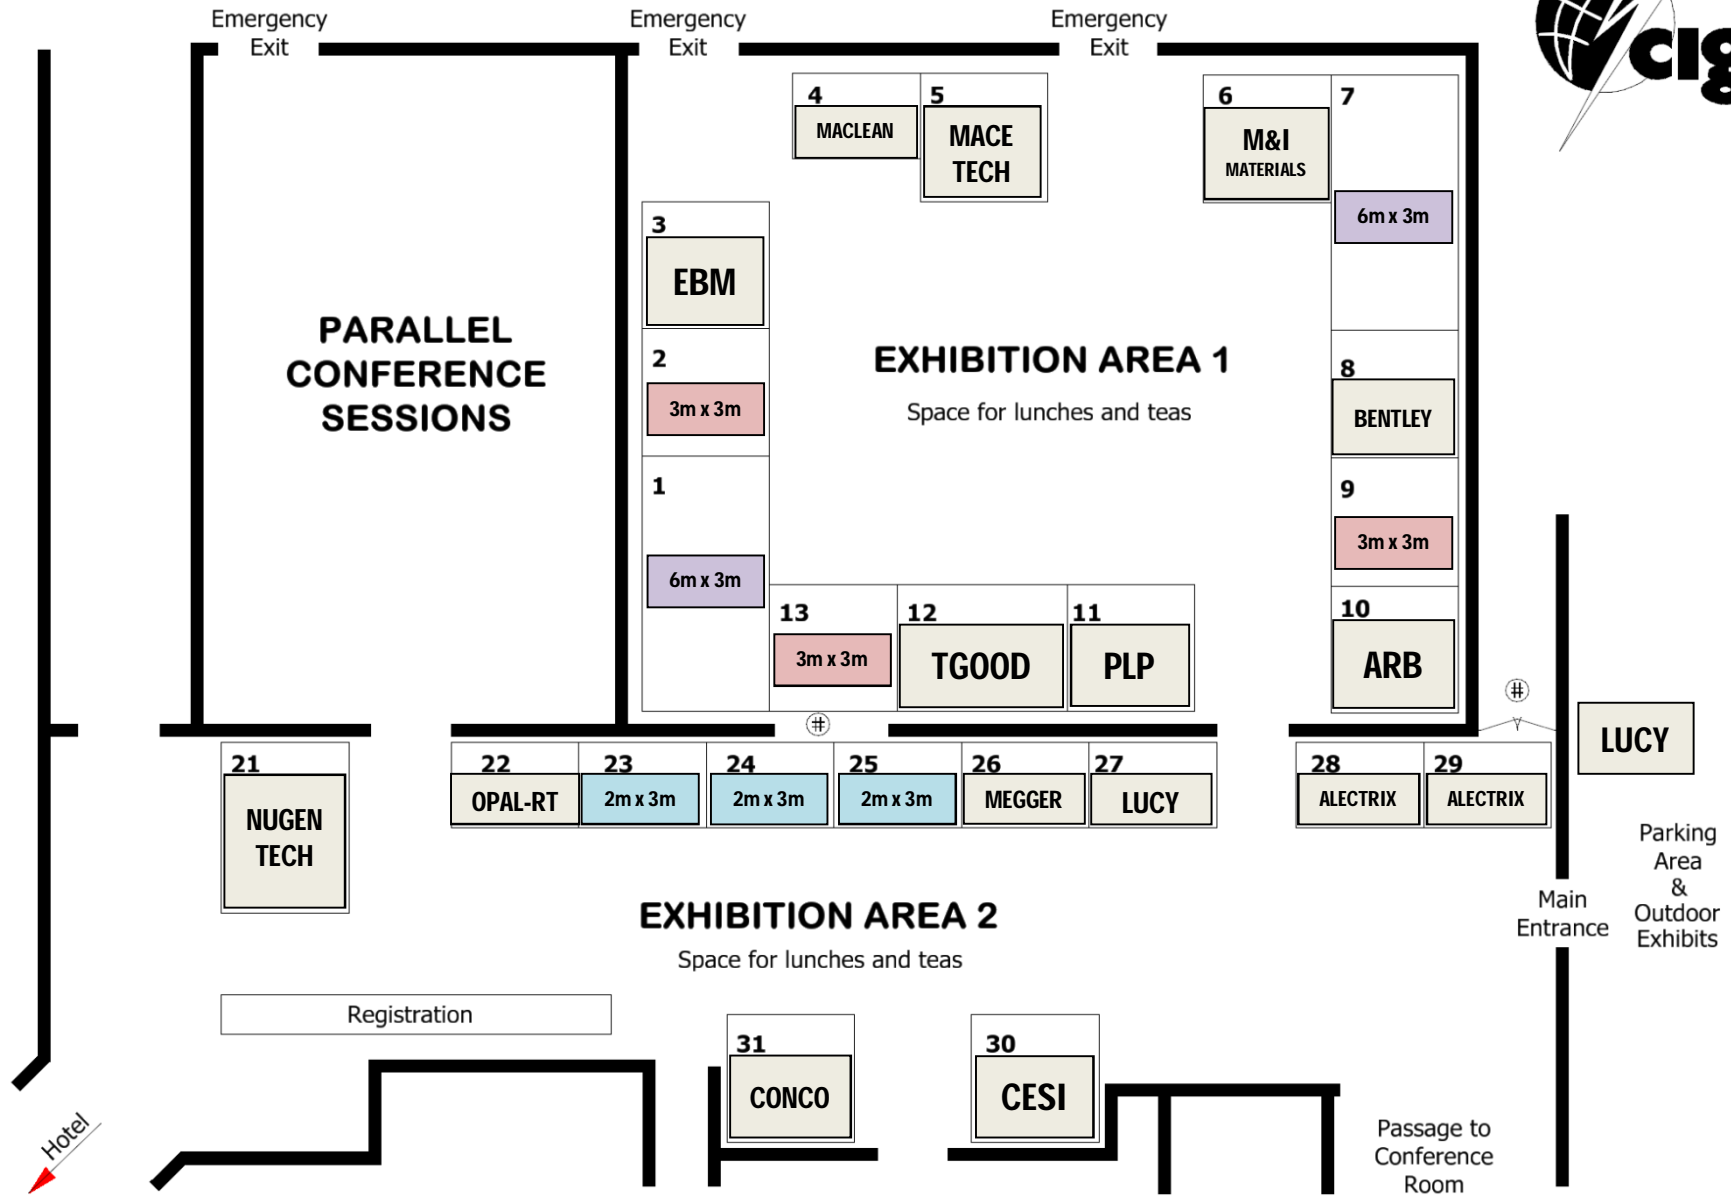 Emergency
Exit
Emergency
Exit
Emergency
Exit
4
MACLEAN
5
MACE
TECH
6
M&I
MATERIALS
7
6m x 3m
3
EBM
2
3m x 3m
1
6m x 3m
PARALLEL
CONFERENCE
SESSIONS
EXHIBITION AREA 1
Space for lunches and teas
8
BENTLEY
9
3m x 3m
10
ARB
13
3m x 3m
12
TGOOD
11
PLP
LUCY
21
NUGEN
TECH
22
OPAL-RT
23
2m x 3m
24
2m x 3m
25
2m x 3m
26
MEGGER
27
LUCY
28
ALECTRIX
29
ALECTRIX
Parking
Area
&
Outdoor
Exhibits
Main
Entrance
EXHIBITION AREA 2
Space for lunches and teas
Registration
31
CONCO
30
CESI
Hotel
Passage to
Conference
Room